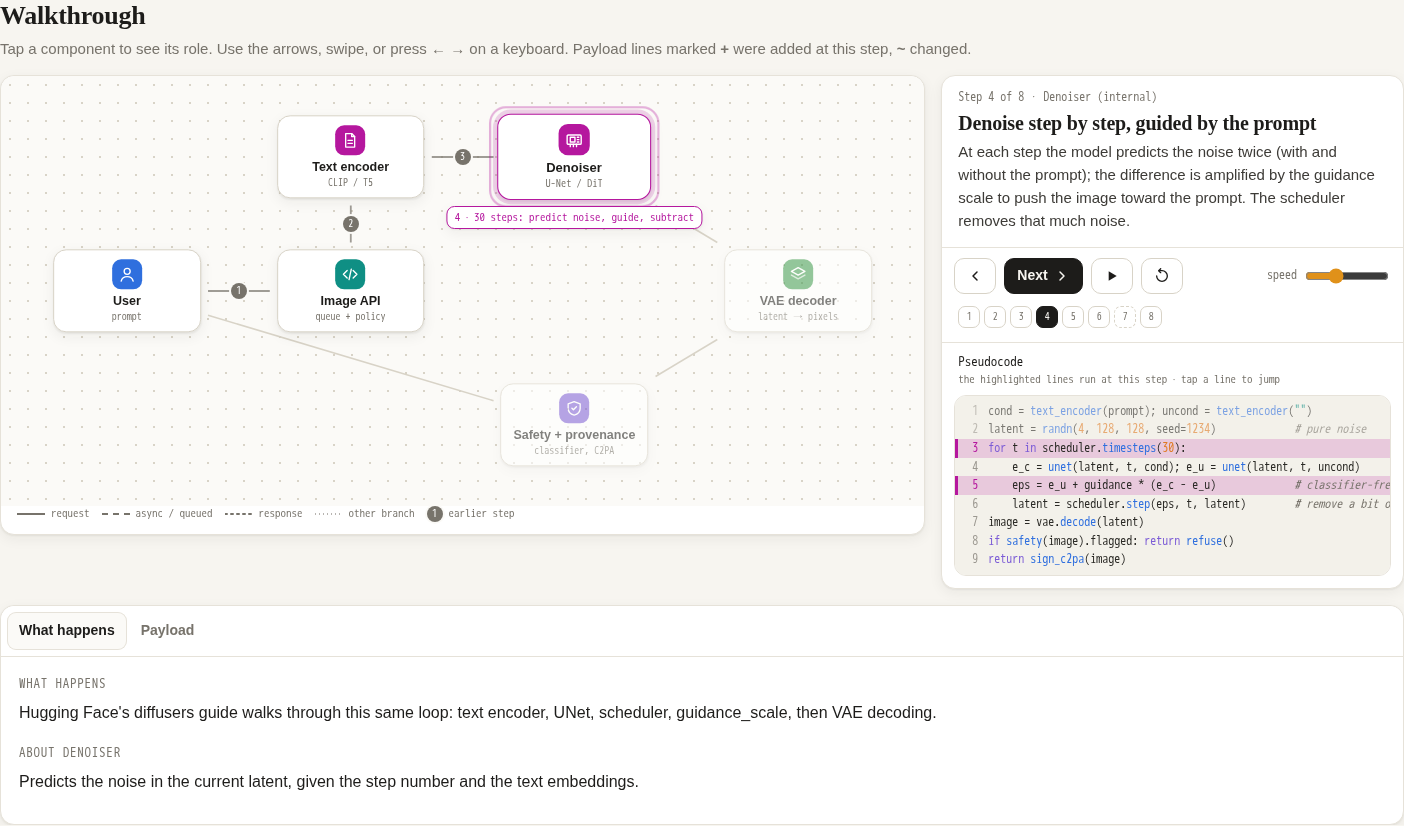 Walkthrough
Tap a component to see its role. Use the arrows, swipe, or press ← → on a keyboard. Payload lines marked + were added at this step, ~ changed.
Text encoder
CLIP / T5
3
Denoiser
U-Net / DiT
4 · 30 steps: predict noise, guide, subtract
2
User
prompt
1
Image API
queue + policy
VAE decoder
latent → pixels
Safety + provenance
classifier, C2PA
request
async / queued
response
other branch
1 earlier step
Step 4 of 8 · Denoiser (internal)
Denoise step by step, guided by the prompt
At each step the model predicts the noise twice (with and
without the prompt); the difference is amplified by the guidance
scale to push the image toward the prompt. The scheduler
removes that much noise.
Next
speed
1 2 3 4 5 6 7 8
Pseudocode
the highlighted lines run at this step · tap a line to jump
1 cond = text_encoder(prompt); uncond = text_encoder("")
2 latent = randn(4, 128, 128, seed=1234) # pure noise
3 for t in scheduler.timesteps(30):
4 e_c = unet(latent, t, cond); e_u = unet(latent, t, uncond)
5 eps = e_u + guidance * (e_c - e_u) # classifier-fre
6 latent = scheduler.step(eps, t, latent) # remove a bit o
7 image = vae.decode(latent)
8 if safety(image).flagged: return refuse()
9 return sign_c2pa(image)
What happens
Payload
WHAT HAPPENS
Hugging Face's diffusers guide walks through this same loop: text encoder, UNet, scheduler, guidance_scale, then VAE decoding.
ABOUT DENOISER
Predicts the noise in the current latent, given the step number and the text embeddings.